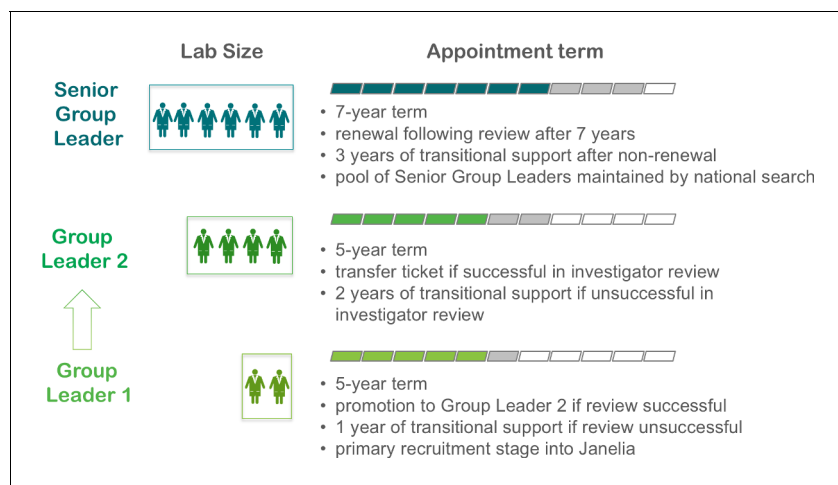 Lab Size
Appointment term
Senior
Group
Leader
• 7-year term
• renewal following review after 7 years
• 3 years of transitional support after non-renewal
• pool of Senior Group Leaders maintained by national search
Group
Leader 2
• 5-year term
• transfer ticket if successful in investigator review
• 2 years of transitional support if unsuccessful in
investigator review
Group
Leader 1
• 5-year term
• promotion to Group Leader 2 if review successful
• 1 year of transitional support if review unsuccessful
• primary recruitment stage into Janelia